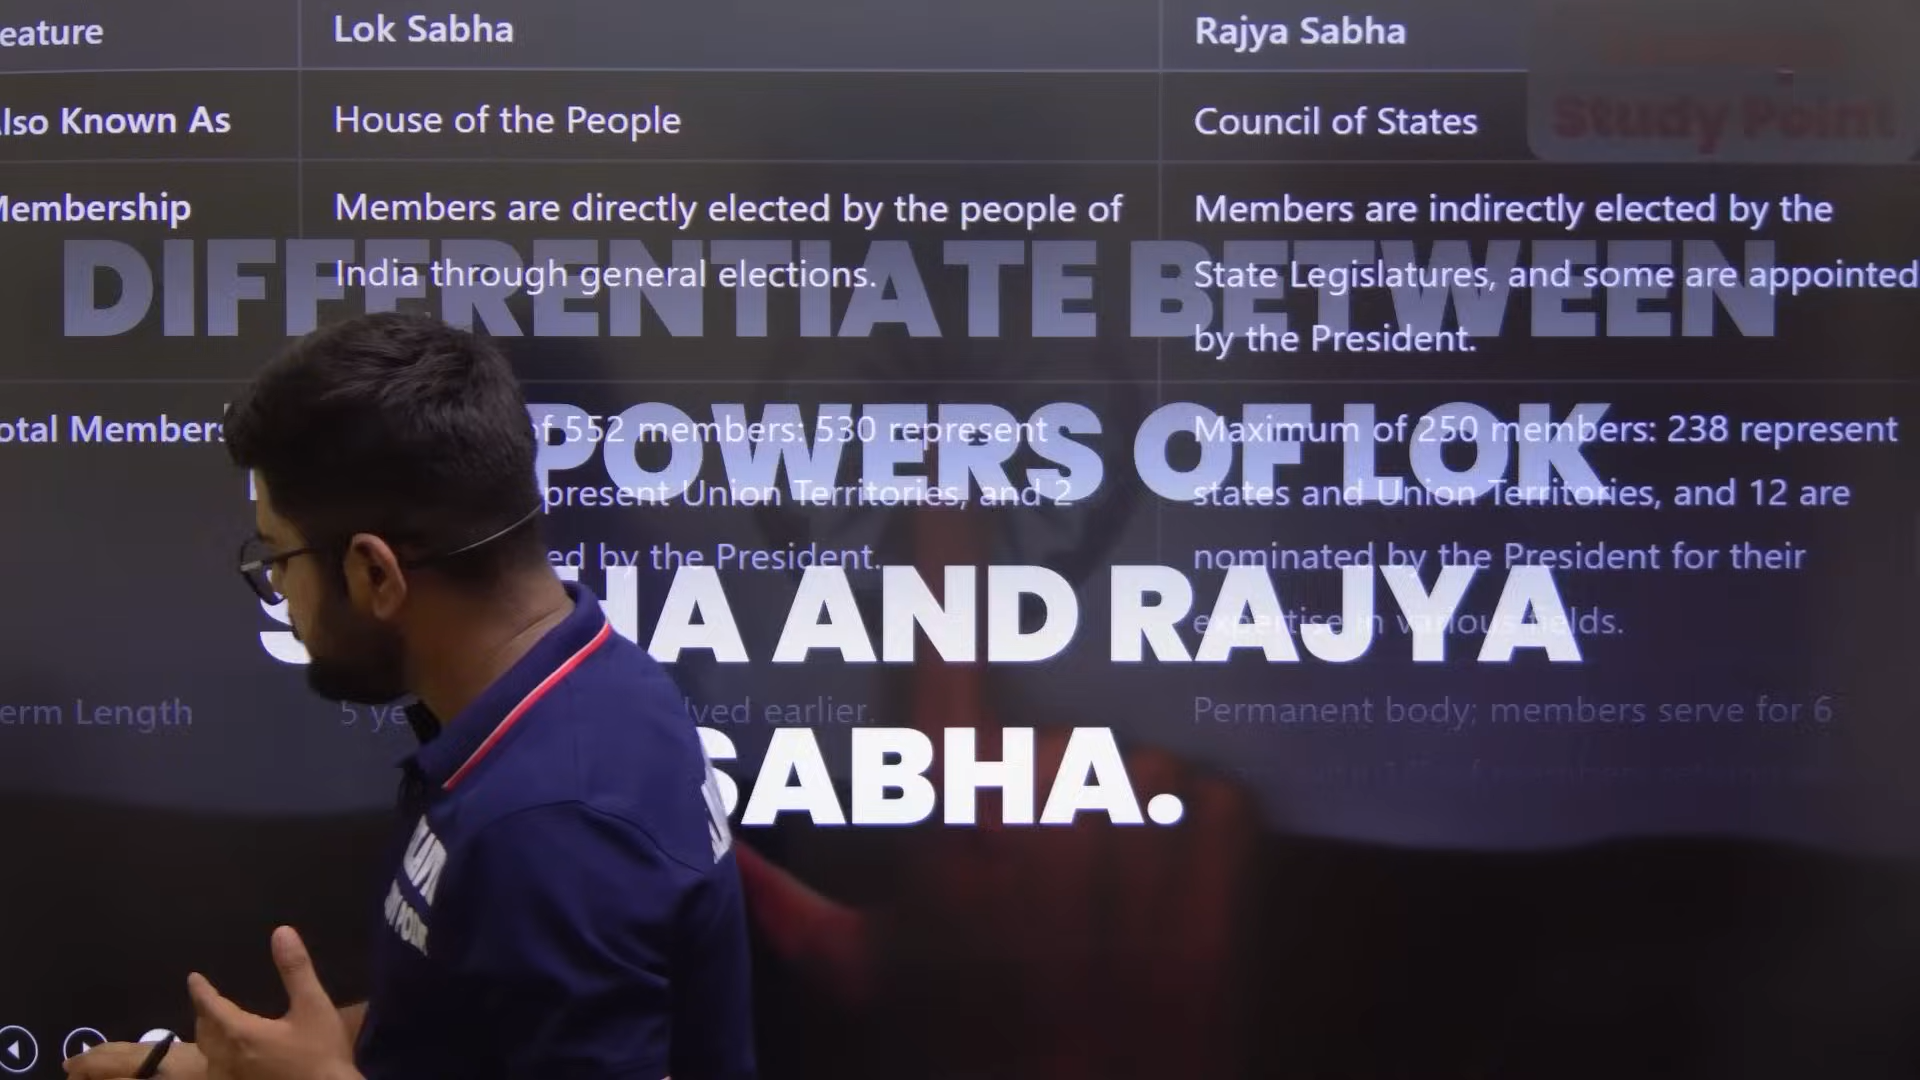 eature
Lok Sabha
Rajya Sabha
lso Known As
House of the People
Council of States
Study Point
Membership
Members are directly elected by the people of
India through general elections.
Members are indirectly elected by the
State Legislatures, and some are appointed
by the President.
otal Members
of 552 members: 530 represent
present Union Territories, and 2
ed by the President.
Maximum of 250 members: 238 represent
states and Union Territories, and 12 are
nominated by the President for their
expertise in various fields.
erm Length
5 ye
lved earlier.
Permanent body; members serve for 6
DIFFERENTIATE BETWEEN
POWERS OF LOK
HA AND RAJYA
SABHA.